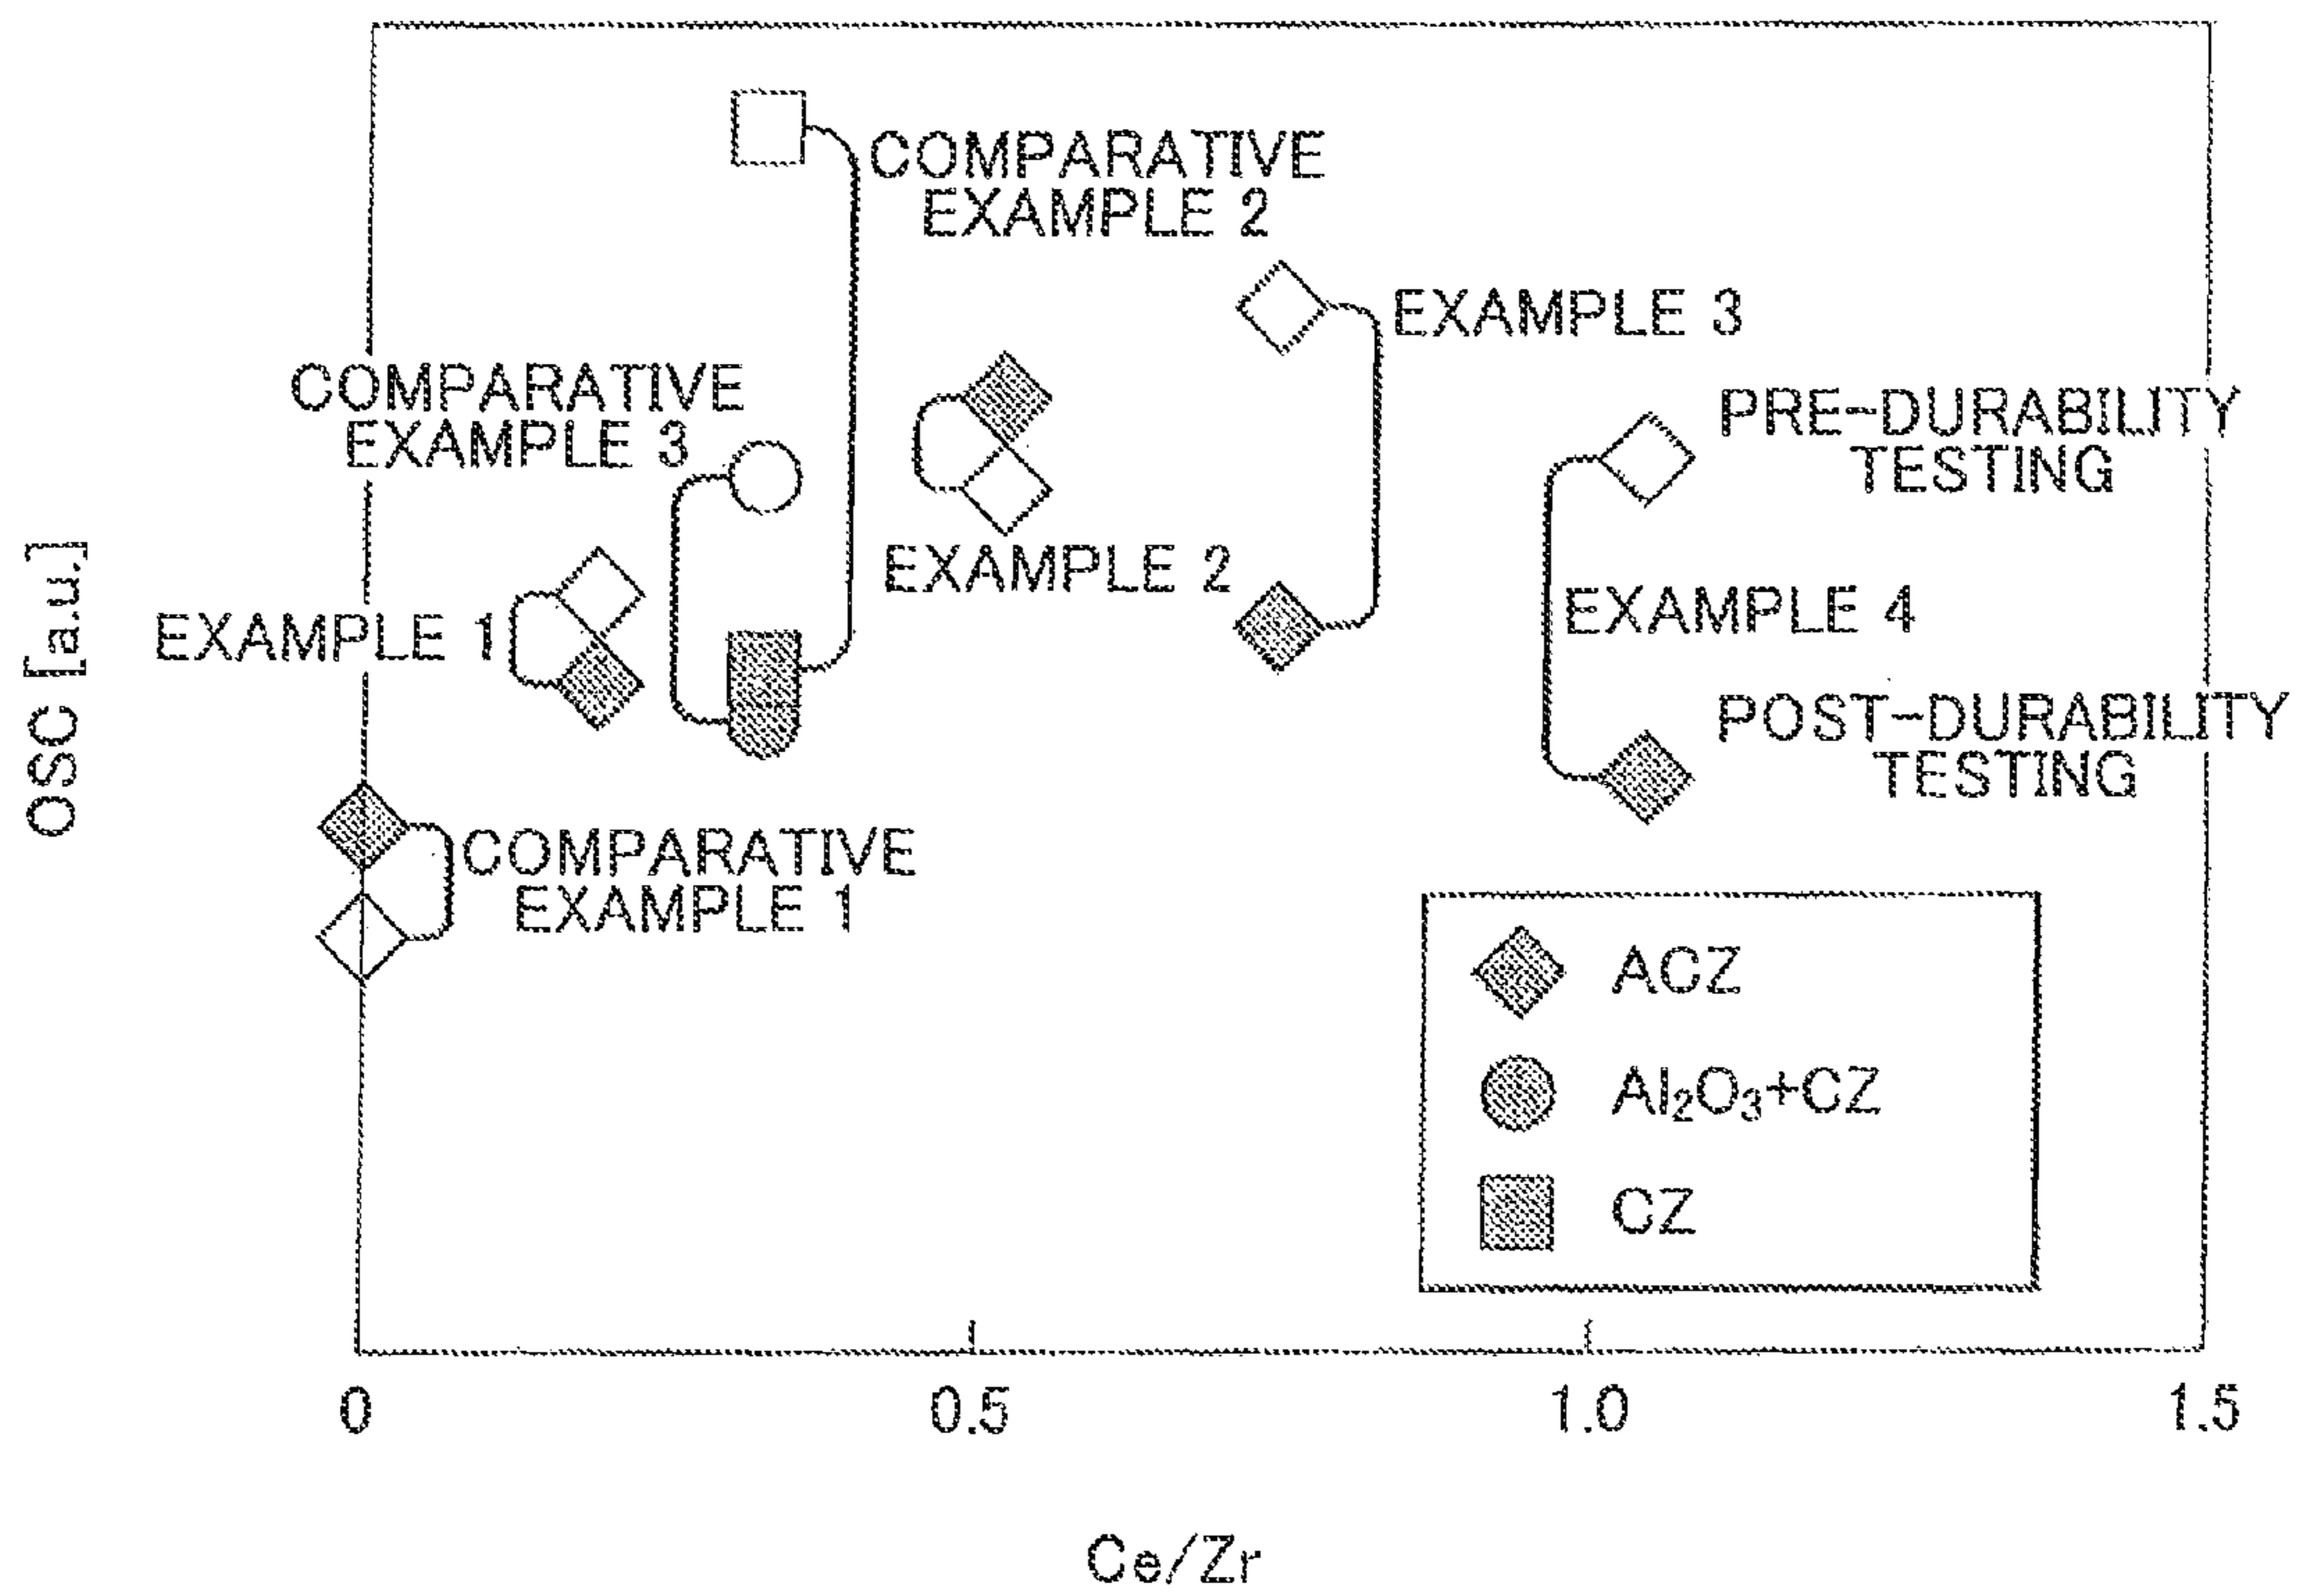 COMPARATIVE
EXAMPLE 2
EXAMPLE 3
COMPARATIVE
EXAMPLE 3
PRE-DURABILITY
TESTING
EXAMPLE 2
EXAMPLE 1
EXAMPLE 4
POST-DURABILITY
TESTING
COMPARATIVE
EXAMPLE 1
OSC [a.u.]
ACZ
Al₂O₃+CZ
CZ
0
0.5
1.0
1.5
Ce/Zr